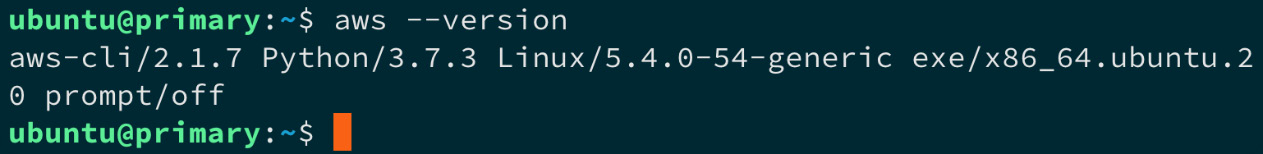 ubuntu@primary:~$ aws --version
aws-cli/2.1.7 Python/3.7.3 Linux/5.4.0-54-generic exe/x86_64.ubuntu.2
0 prompt/off
ubuntu@primary:~$